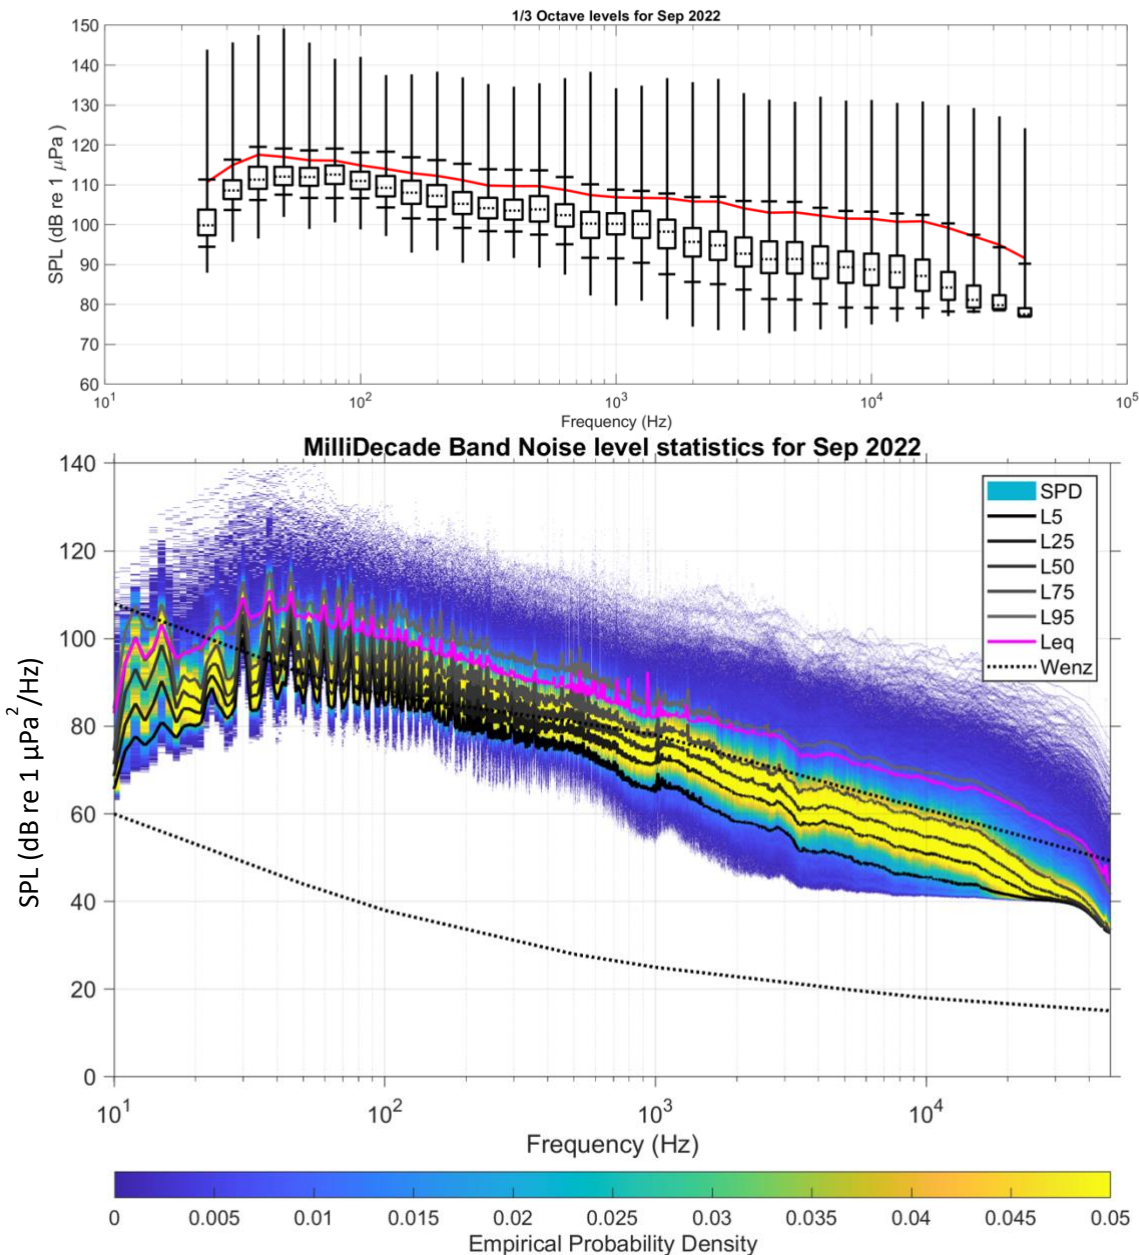 1/3 Octave levels for Sep 2022
150
140
130
120
110
100
90
80
70
60
SPL (dB re 1 μPa )
10¹ 10² 10³ 10⁴ 10⁵
Frequency (Hz)
MilliDecade Band Noise level statistics for Sep 2022
140
120
100
80
60
40
20
0
SPL (dB re 1 μPa²/Hz)
SPD
L5
L25
L50
L75
L95
Leq
Wenz
10¹ 10² 10³ 10⁴
Frequency (Hz)
0 0.005 0.01 0.015 0.02 0.025 0.03 0.035 0.04 0.045 0.05
Empirical Probability Density